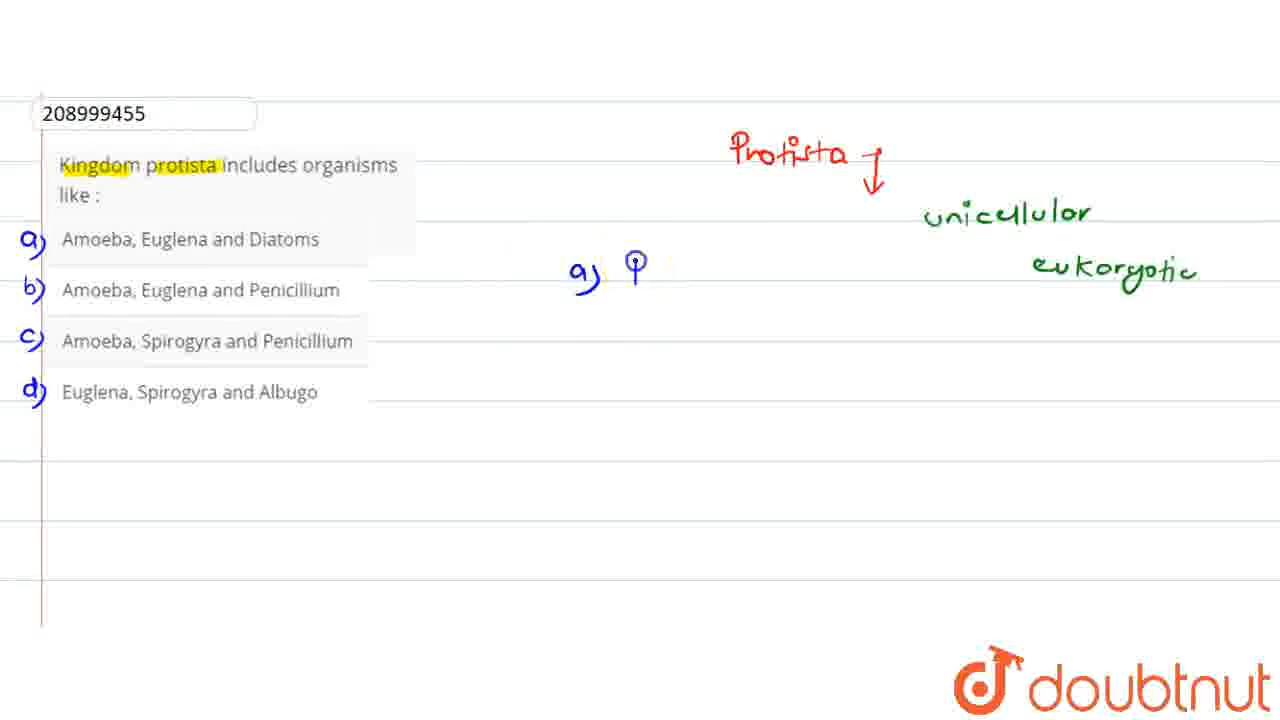 208999455
Kingdom protista includes organisms
like :
a) Amoeba, Euglena and Diatoms
b) Amoeba, Euglena and Penicillium
c) Amoeba, Spirogyra and Penicillium
d) Euglena, Spirogyra and Albugo
Protista
unicellular
eukaryotic
a)
doubtnut